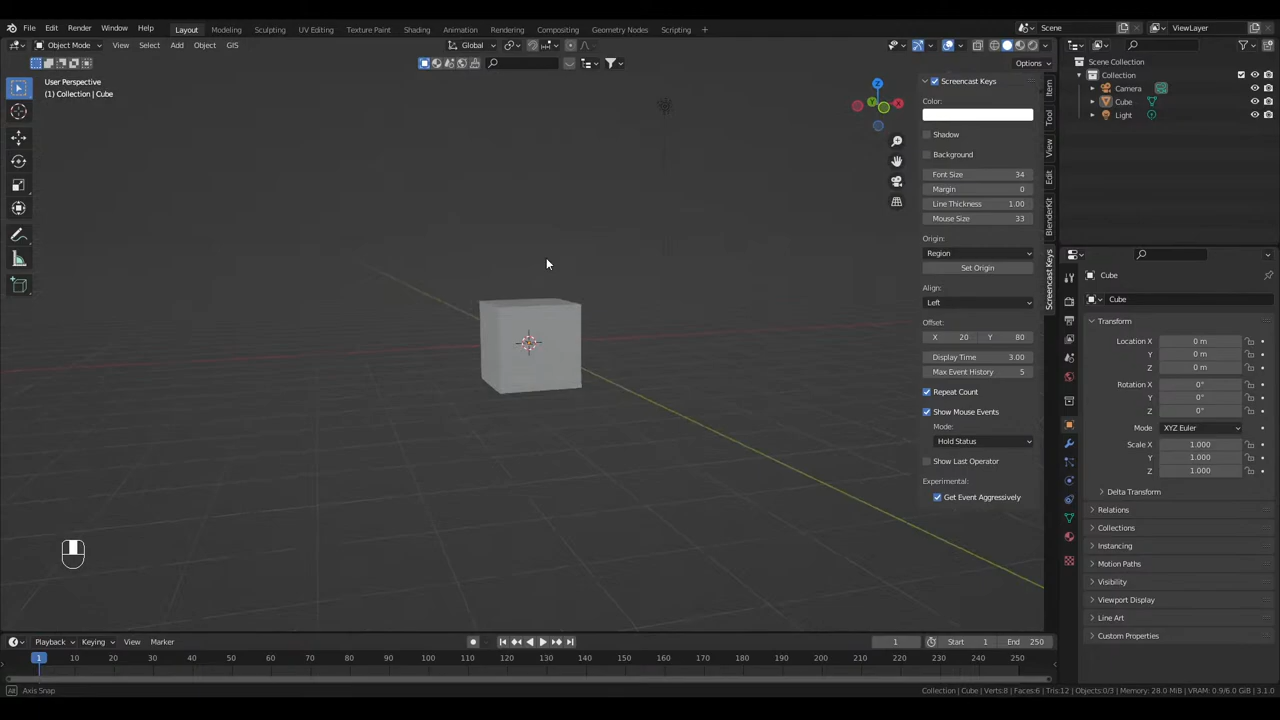 File Edit Render Window Help Layout Modeling Sculpting UV Editing Texture Paint Shading Animation Rendering Compositing Geometry Nodes Scripting + Scene ViewLayer
Object Mode View Select Add Object GIS Global
Options
User Perspective
(1) Collection | Cube
Z
X
Y
Screencast Keys
Color:
Shadow
Background
Font Size 34
Margin 0
Line Thickness 1.00
Mouse Size 33
Origin:
Region
Set Origin
Align:
Left
Offset:
X 20 Y 80
Display Time 3.00
Max Event History 5
Repeat Count
Show Mouse Events
Mode:
Hold Status
Show Last Operator
Experimental:
Get Event Aggressively
Item
Tool
View
Edit
BlenderKit
Screencast Keys
Scene Collection
Collection
Camera
Cube
Light
Cube
Cube
Transform
Location X 0 m
Y 0 m
Z 0 m
Rotation X 0°
Y 0°
Z 0°
Mode XYZ Euler
Scale X 1.000
Y 1.000
Z 1.000
Delta Transform
Relations
Collections
Instancing
Motion Paths
Visibility
Viewport Display
Line Art
Custom Properties
Playback Keying View Marker 1 Start 1 End 250
1 10 20 30 40 50 60 70 80 90 100 110 120 130 140 150 160 170 180 190 200 210 220 230 240 250
Alt Axis Snap Collection | Cube | Verts:8 | Faces:6 | Tris:12 | Objects:0/3 | Memory: 28.0 MiB | VRAM: 0.9/6.0 GiB | 3.1.0